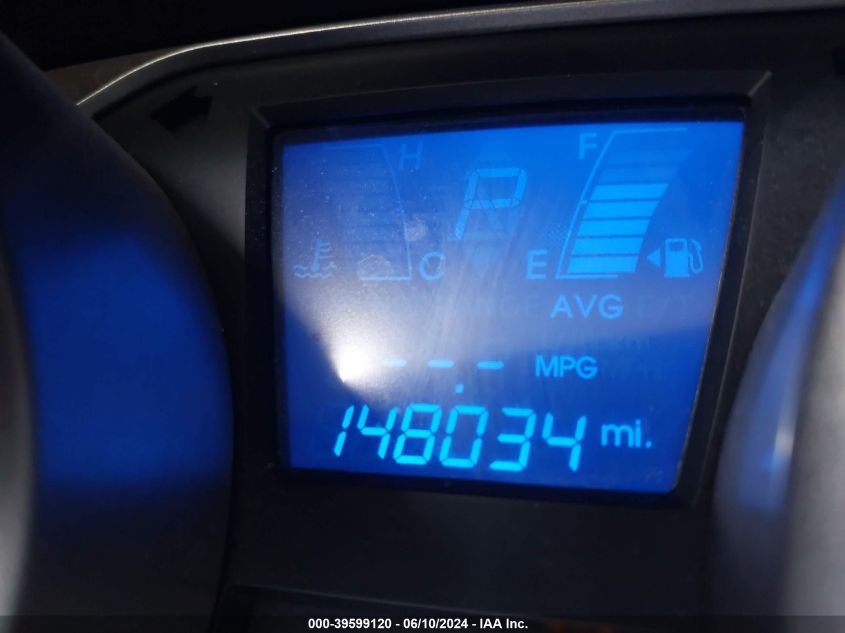 H P F
C E
AVG
--.- MPG
148034 mi.
000-39599120 - 06/10/2024 - IAA Inc.